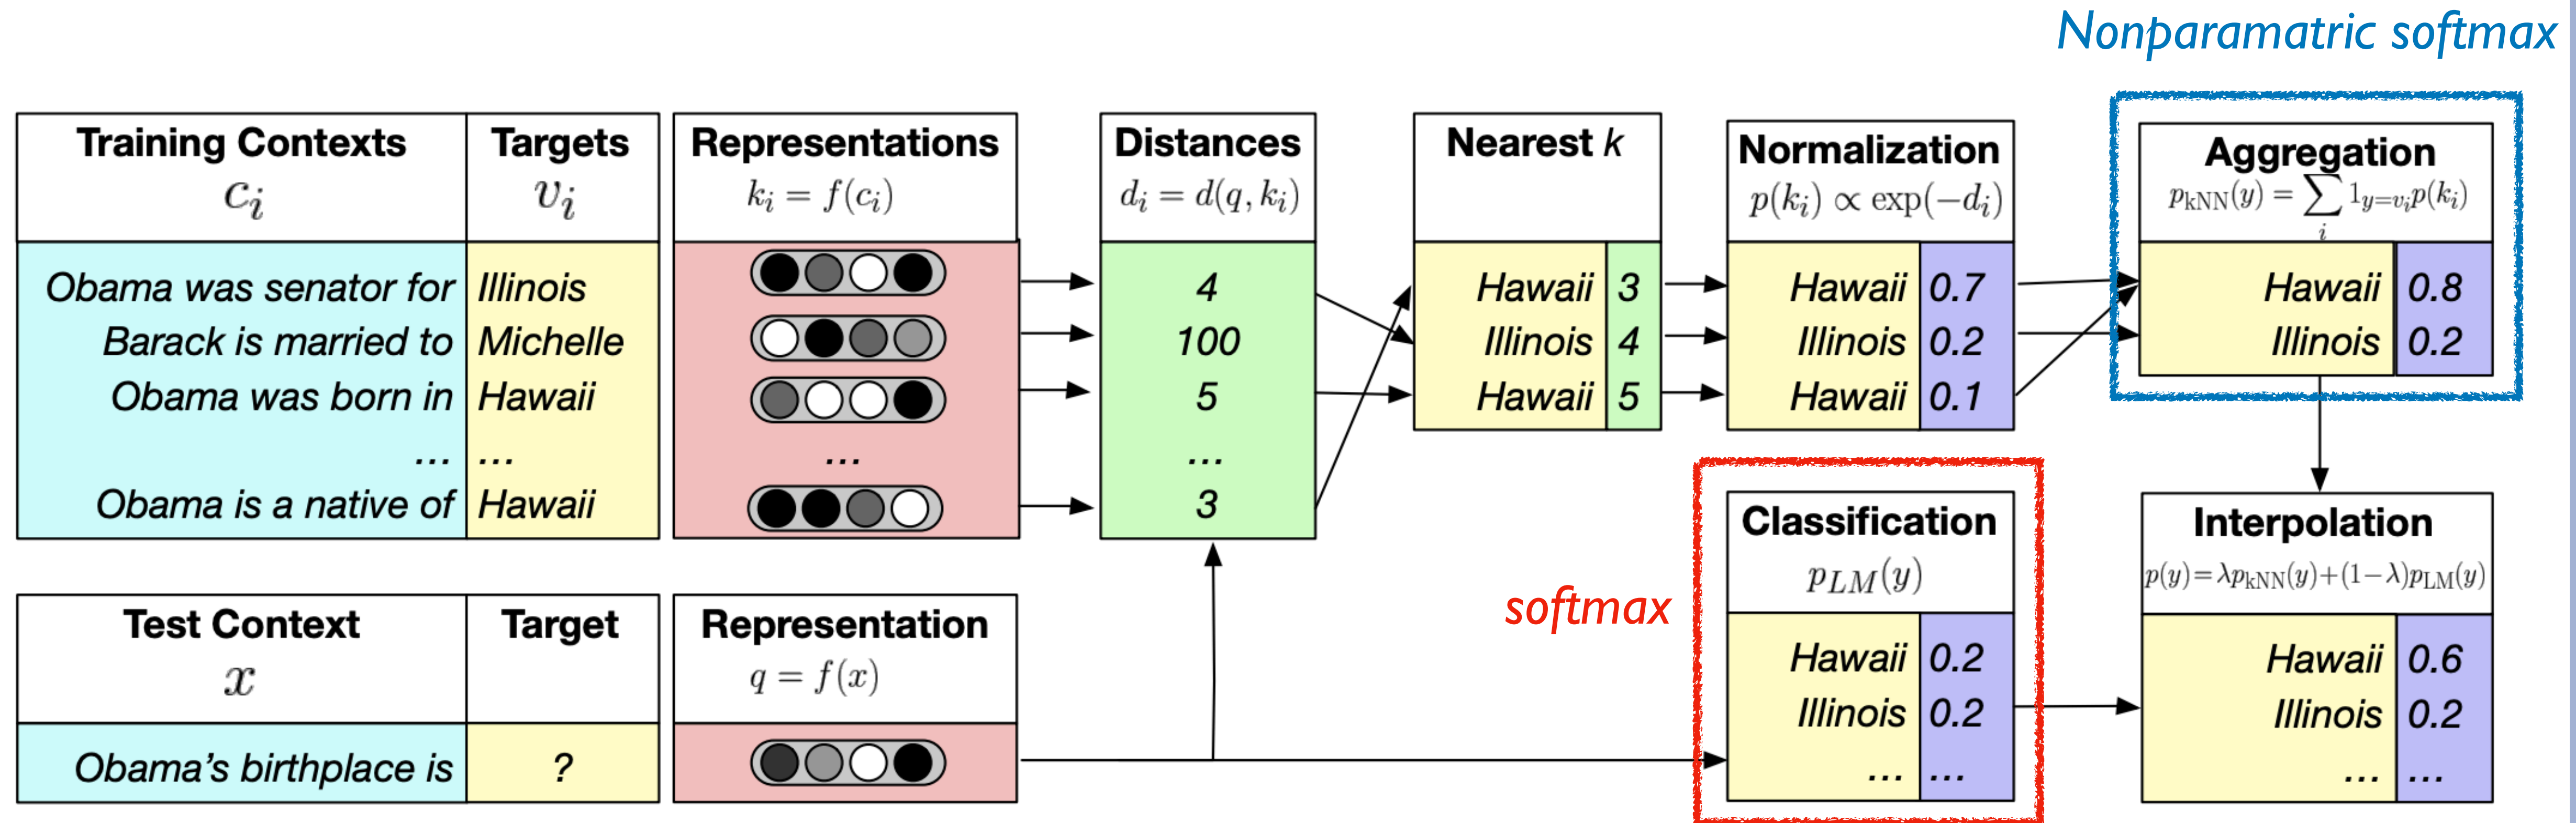 Nonparamatric softmax
Training Contexts
c_i
Targets
v_i
Representations
k_i = f(c_i)
Distances
d_i = d(q, k_i)
Nearest k
Normalization
p(k_i) ∝ exp(−d_i)
Aggregation
p_kNN(y) = ∑_i 1_{y=v_i} p(k_i)
Obama was senator for Illinois
Barack is married to Michelle
Obama was born in Hawaii
... ...
Obama is a native of Hawaii
...
4
100
5
...
3
Hawaii 3
Illinois 4
Hawaii 5
Hawaii 0.7
Illinois 0.2
Hawaii 0.1
Hawaii 0.8
Illinois 0.2
Test Context
x
Target
Representation
q = f(x)
Obama's birthplace is ?
softmax
Classification
p_LM(y)
Hawaii 0.2
Illinois 0.2
... ...
Interpolation
p(y) = λp_kNN(y) + (1−λ)p_LM(y)
Hawaii 0.6
Illinois 0.2
... ...